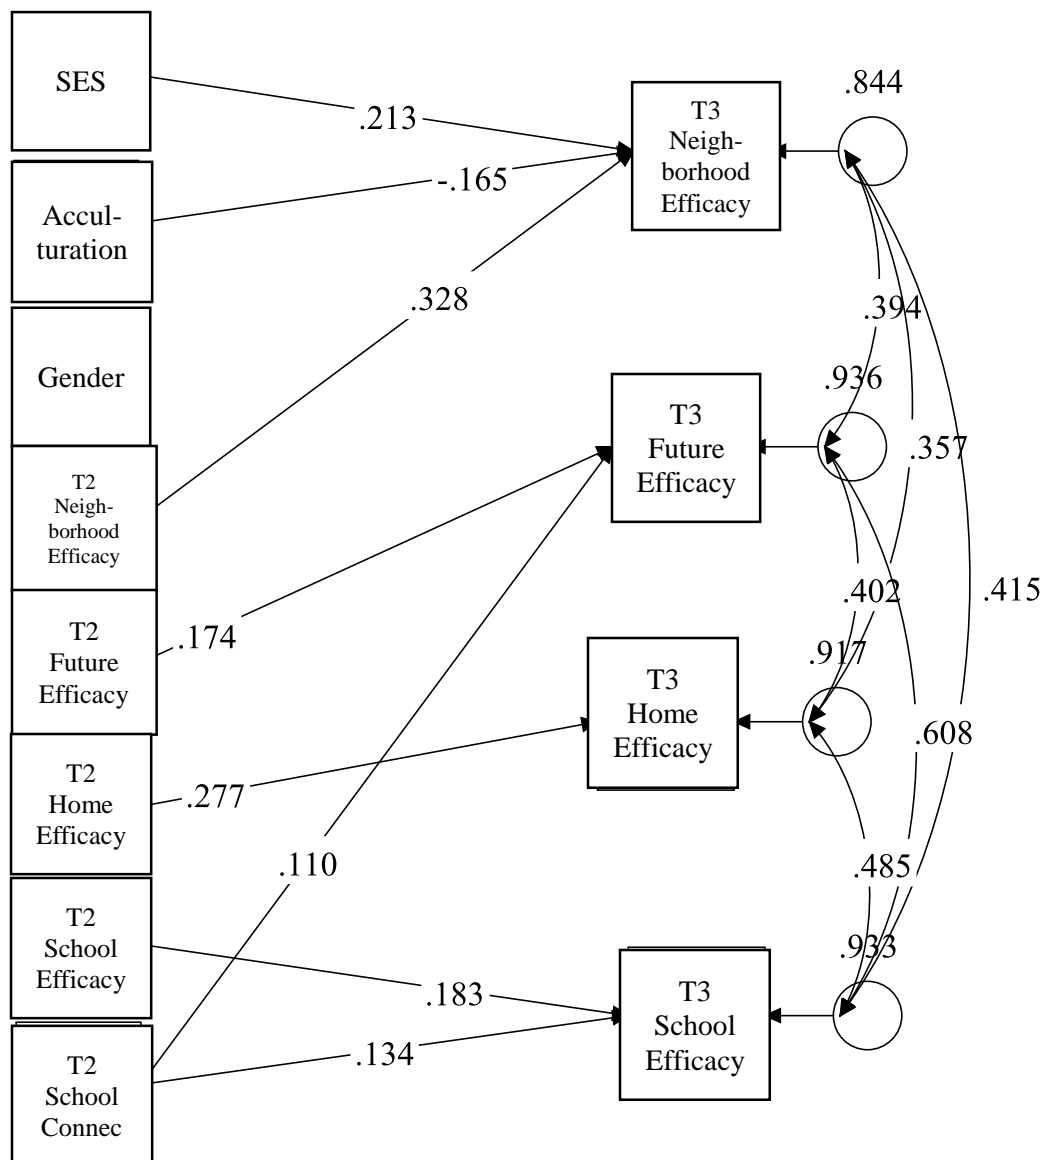 SES
Accul-
turation
Gender
T2
Neigh-
borhood
Efficacy
T2
Future
Efficacy
T2
Home
Efficacy
T2
School
Efficacy
T2
School
Connec
.213
-.165
.328
.174
.277
.110
.183
.134
T3
Neigh-
borhood
Efficacy
T3
Future
Efficacy
T3
Home
Efficacy
T3
School
Efficacy
.844
.394
.936
.357
.402
.415
.917
.608
.485
.933